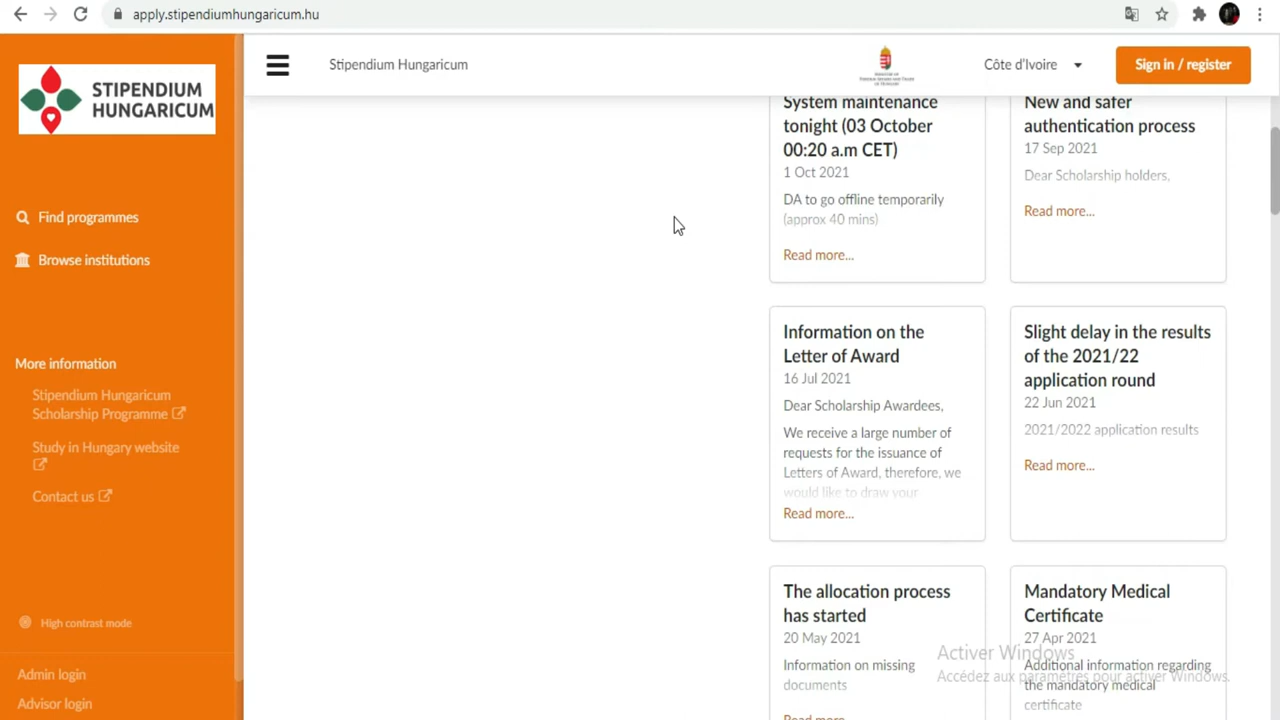 apply.stipendiumhungaricum.hu
STIPENDIUM
HUNGARICUM
Find programmes
Browse institutions
More information
Stipendium Hungaricum
Scholarship Programme
Study in Hungary website
Contact us
High contrast mode
Admin login
Advisor login
Stipendium Hungaricum
Côte d'Ivoire
Sign in / register
System maintenance
tonight (03 October
00:20 a.m CET)
1 Oct 2021
DA to go offline temporarily
(approx 40 mins)
Read more...
New and safer
authentication process
17 Sep 2021
Dear Scholarship holders,
Read more...
Information on the
Letter of Award
16 Jul 2021
Dear Scholarship Awardees,
We receive a large number of
requests for the issuance of
Letters of Award, therefore, we
would like to draw your
Read more...
Slight delay in the results
of the 2021/22
application round
22 Jun 2021
2021/2022 application results
Read more...
The allocation process
has started
20 May 2021
Information on missing
documents
Read more...
Mandatory Medical
Certificate
27 Apr 2021
Additional information regarding
the mandatory medical
certificate
Activer Windows
Accédez aux paramètres pour activer Windows.